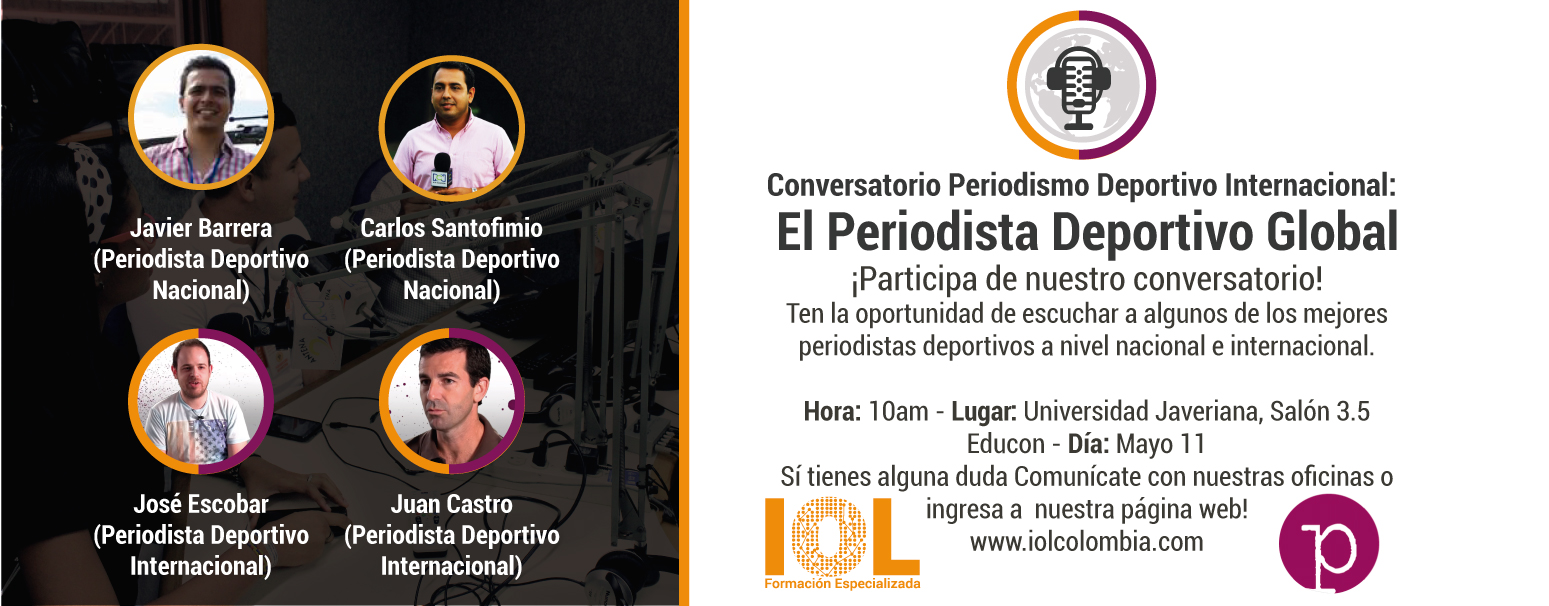 Javier Barrera
(Periodista Deportivo
Nacional)
Carlos Santofimio
(Periodista Deportivo
Nacional)
José Escobar
(Periodista Deportivo
Internacional)
Juan Castro
(Periodista Deportivo
Internacional)
Conversatorio Periodismo Deportivo Internacional:
El Periodista Deportivo Global
¡Participa de nuestro conversatorio!
Ten la oportunidad de escuchar a algunos de los mejores
periodistas deportivos a nivel nacional e internacional.
Hora: 10am - Lugar: Universidad Javeriana, Salón 3.5
Educon - Día: Mayo 11
Sí tienes alguna duda Comunícate con nuestras oficinas o
ingresa a nuestra página web!
www.iolcolombia.com
IOL
Formación Especializada
p